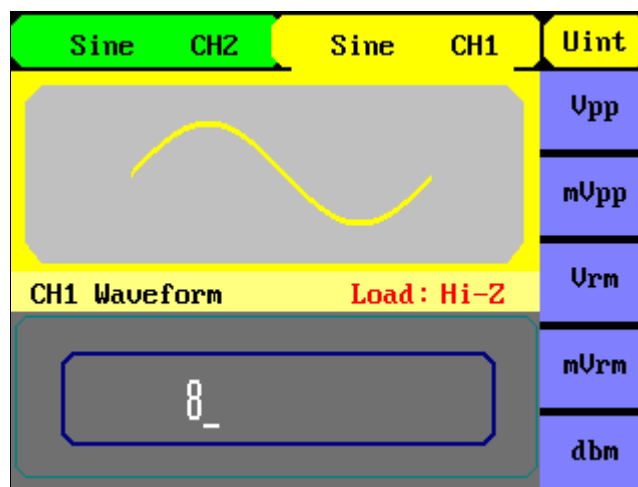 Sine CH2 Sine CH1 Uint
Vpp
mVpp
Vrm
CH1 Waveform Load: Hi-Z
mVrm
8_
dbm